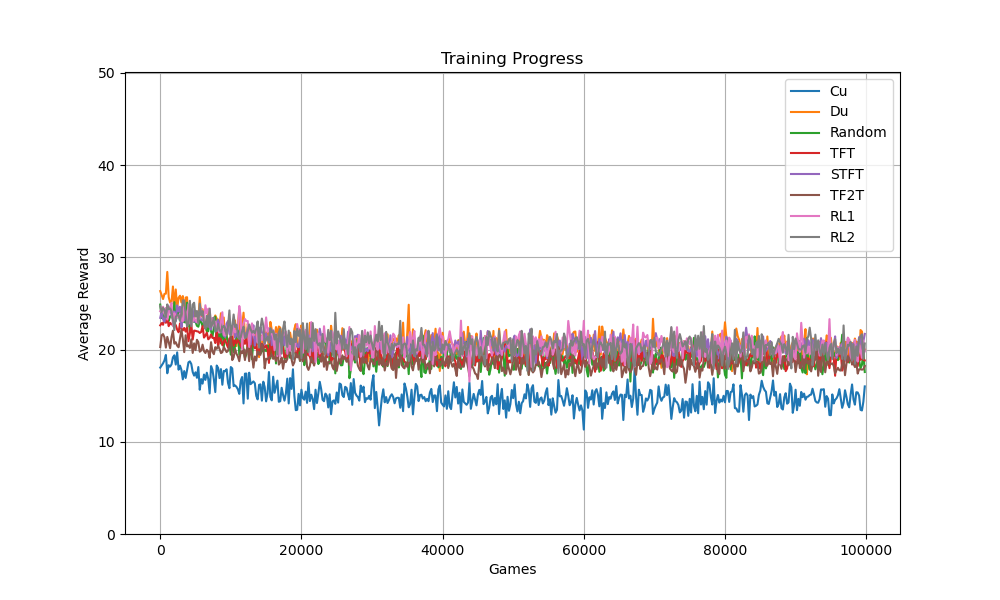 Training Progress
Average Reward
50
40
30
20
10
0
Cu
Du
Random
TFT
STFT
TF2T
RL1
RL2
0 20000 40000 60000 80000 100000
Games